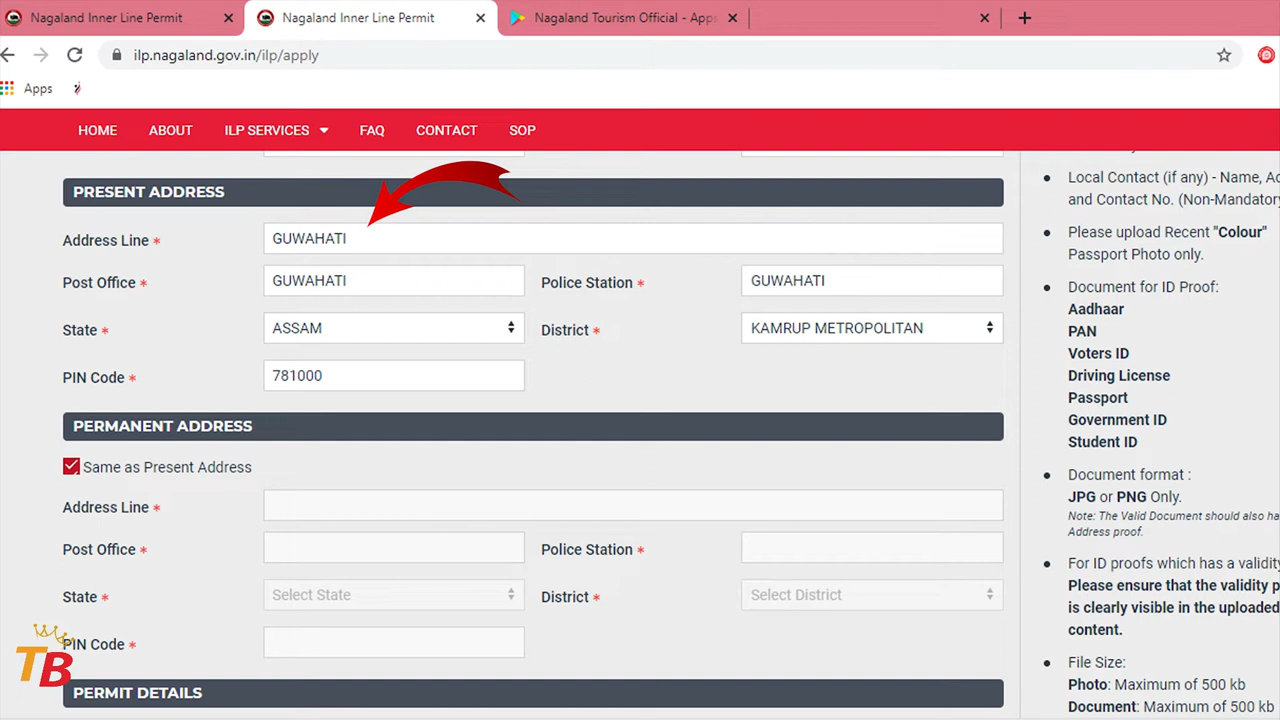 Nagaland Inner Line Permit
Nagaland Inner Line Permit
Nagaland Tourism Official - Apps
ilp.nagaland.gov.in/ilp/apply
Apps
HOME ABOUT ILP SERVICES FAQ CONTACT SOP
PRESENT ADDRESS
Address Line * GUWAHATI
Post Office * GUWAHATI Police Station * GUWAHATI
State * ASSAM District * KAMRUP METROPOLITAN
PIN Code * 781000
PERMANENT ADDRESS
Same as Present Address
Address Line *
Post Office * Police Station *
State * Select State District * Select District
PIN Code *
PERMIT DETAILS
Local Contact (if any) - Name, Ad
and Contact No. (Non-Mandatory
Please upload Recent "Colour"
Passport Photo only.
Document for ID Proof:
Aadhaar
PAN
Voters ID
Driving License
Passport
Government ID
Student ID
Document format :
JPG or PNG Only.
Note: The Valid Document should also ha
Address proof.
For ID proofs which has a validity
Please ensure that the validity p
is clearly visible in the uploaded
content.
File Size:
Photo: Maximum of 500 kb
Document: Maximum of 500 kb
TB